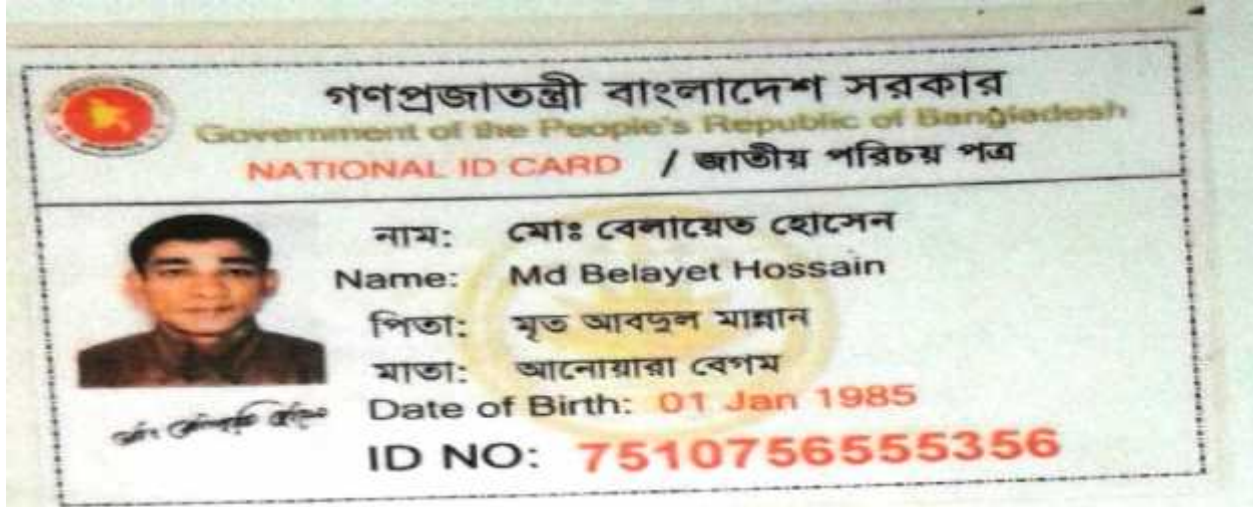 গণপ্রজাতন্ত্রী বাংলাদেশ সরকার
Government of the People's Republic of Bangladesh
NATIONAL ID CARD / জাতীয় পরিচয় পত্র
নাম: মোঃ বেলায়েত হোসেন
Name: Md Belayet Hossain
পিতা: মৃত আবদুল মান্নান
মাতা: আনোয়ারা বেগম
Date of Birth: 01 Jan 1985
ID NO: 7510756555356